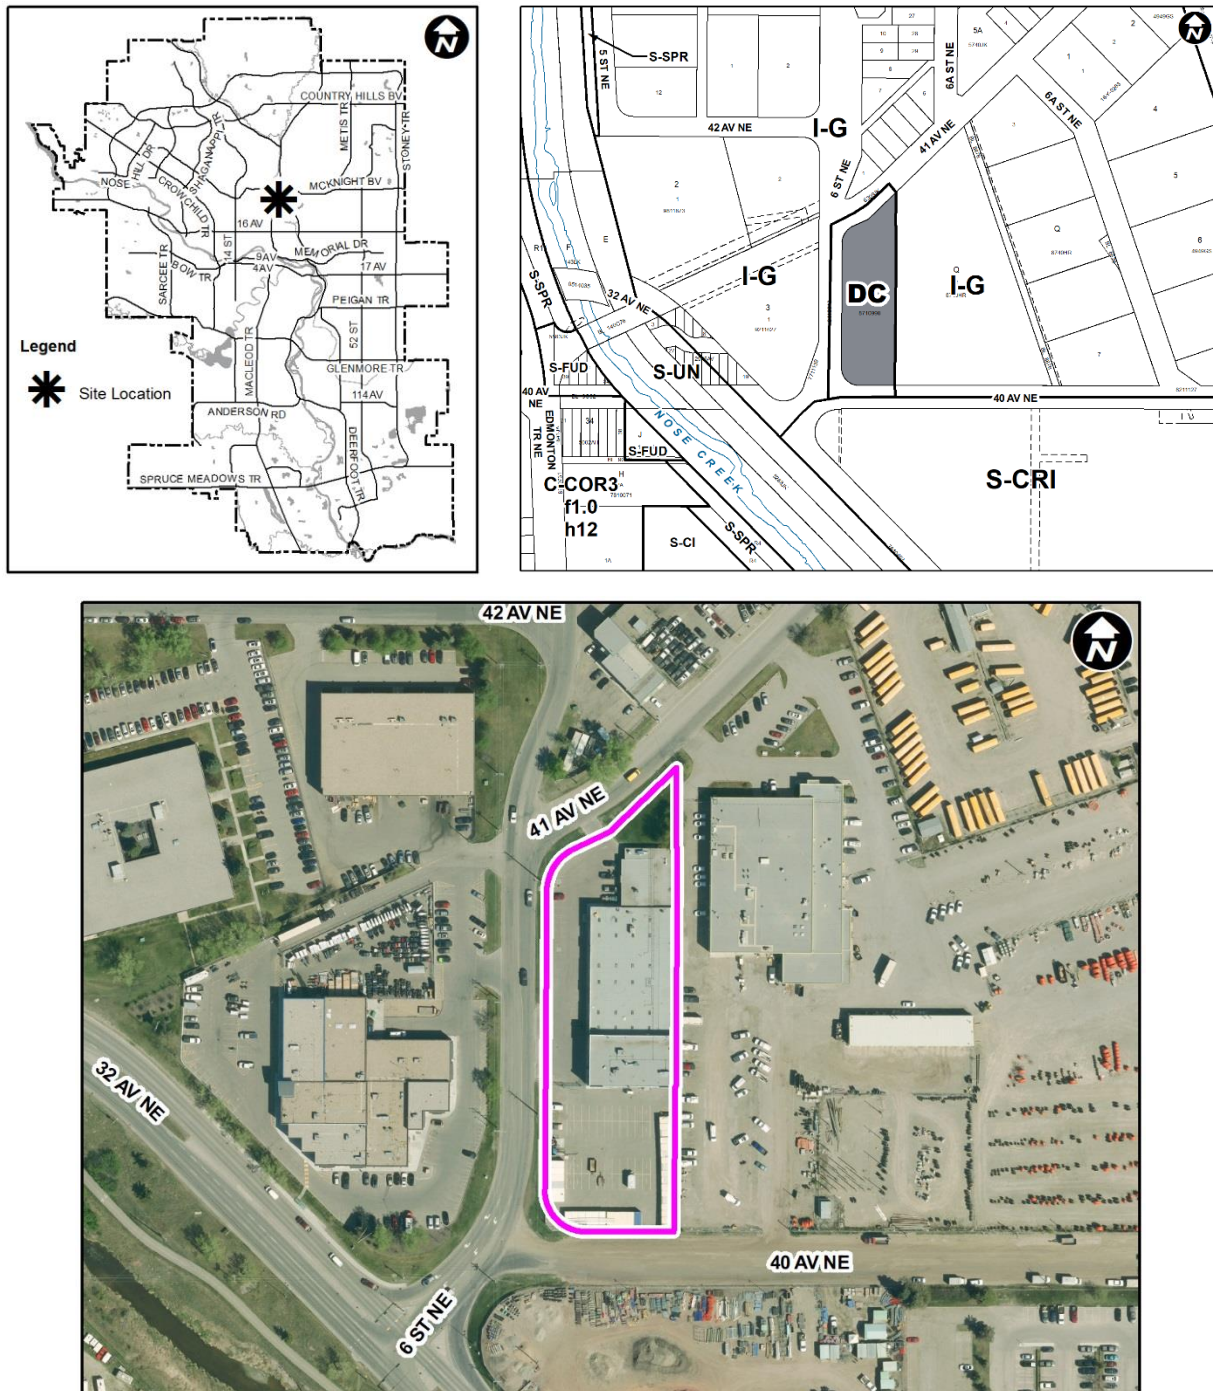 N
COUNTRY HILLS BV
METIS TR
STONEY TR
SHAGANAPPI TR
NOSE HILL DR
CROWCHILD TR
MCKNIGHT BV
16 AV
14 ST
MEMORIAL DR
9 AV
4 AV
17 AV
SARCEE TR
BOW TR
PEIGAN TR
52 ST
MACLEOD TR
GLENMORE TR
114 AV
ANDERSON RD
DEERFOOT TR
SPRUCE MEADOWS TR
Legend
Site Location
N
S-SPR
5 ST NE
42 AV NE
I-G
6A ST NE
6A ST NE
41 AV NE
6 ST NE
I-G
DC
I-G
32 AV NE
S-SPR
S-FUD
S-UN
40 AV
NE
40 AV NE
EDMONTON
TR NE
S-FUD
NOSE CREEK
C-COR3
f1.0
h12
S-CI
S-SPR
S-CRI
42 AV NE
N
41 AV NE
32 AV NE
40 AV NE
6 ST NE